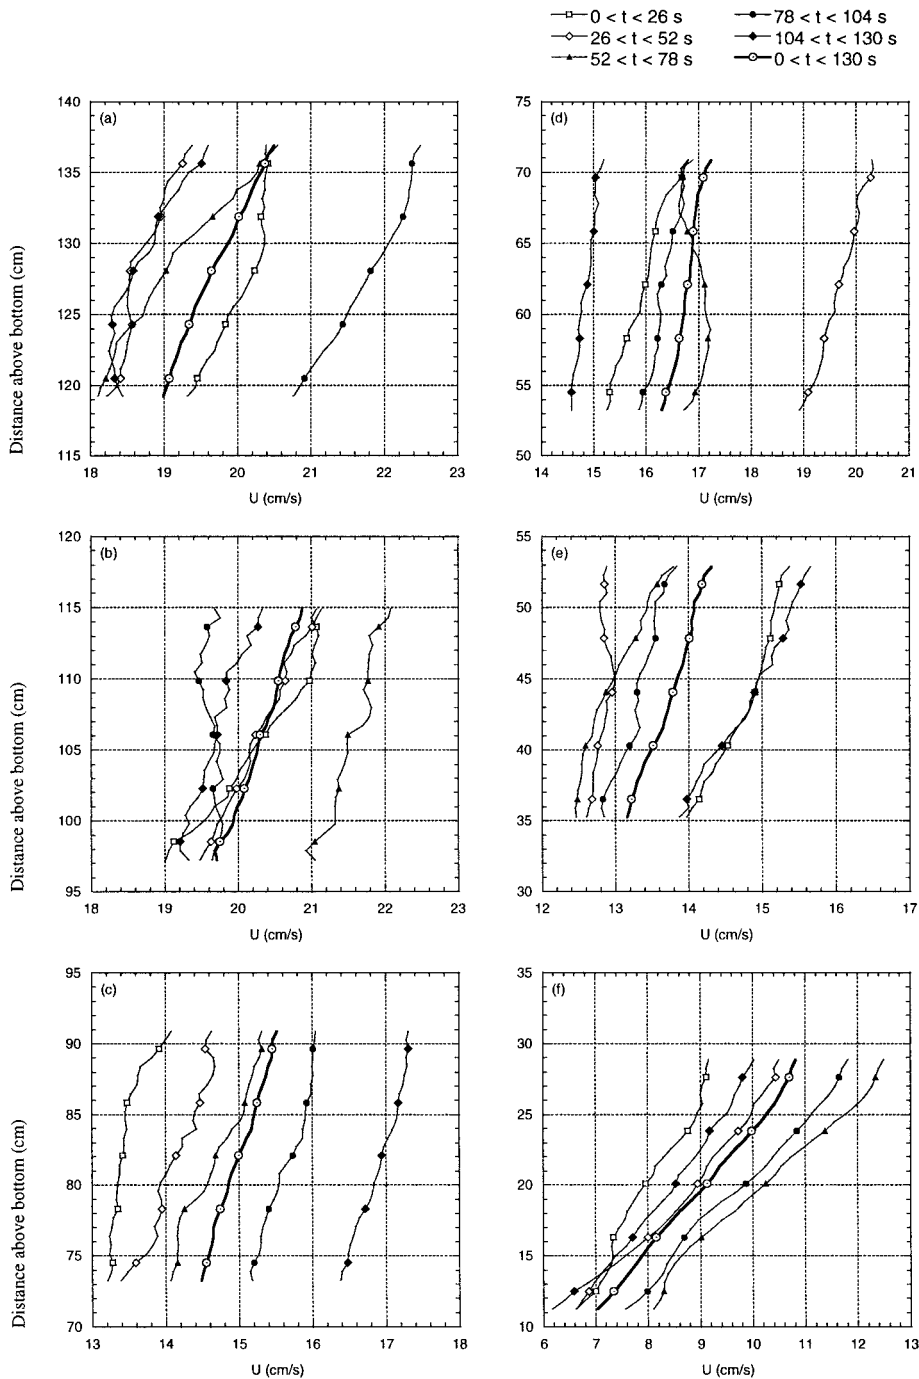 0 < t < 26 s 78 < t < 104 s
26 < t < 52 s 104 < t < 130 s
52 < t < 78 s 0 < t < 130 s
(a)
140
135
130
125
120
115
18 19 20 21 22 23
U (cm/s)
Distance above bottom (cm)
(d)
75
70
65
60
55
50
14 15 16 17 18 19 20 21
U (cm/s)
(b)
120
115
110
105
100
95
18 19 20 21 22 23
U (cm/s)
Distance above bottom (cm)
(e)
55
50
45
40
35
30
12 13 14 15 16 17
U (cm/s)
(c)
95
90
85
80
75
70
13 14 15 16 17 18
U (cm/s)
Distance above bottom (cm)
(f)
35
30
25
20
15
10
6 7 8 9 10 11 12 13
U (cm/s)